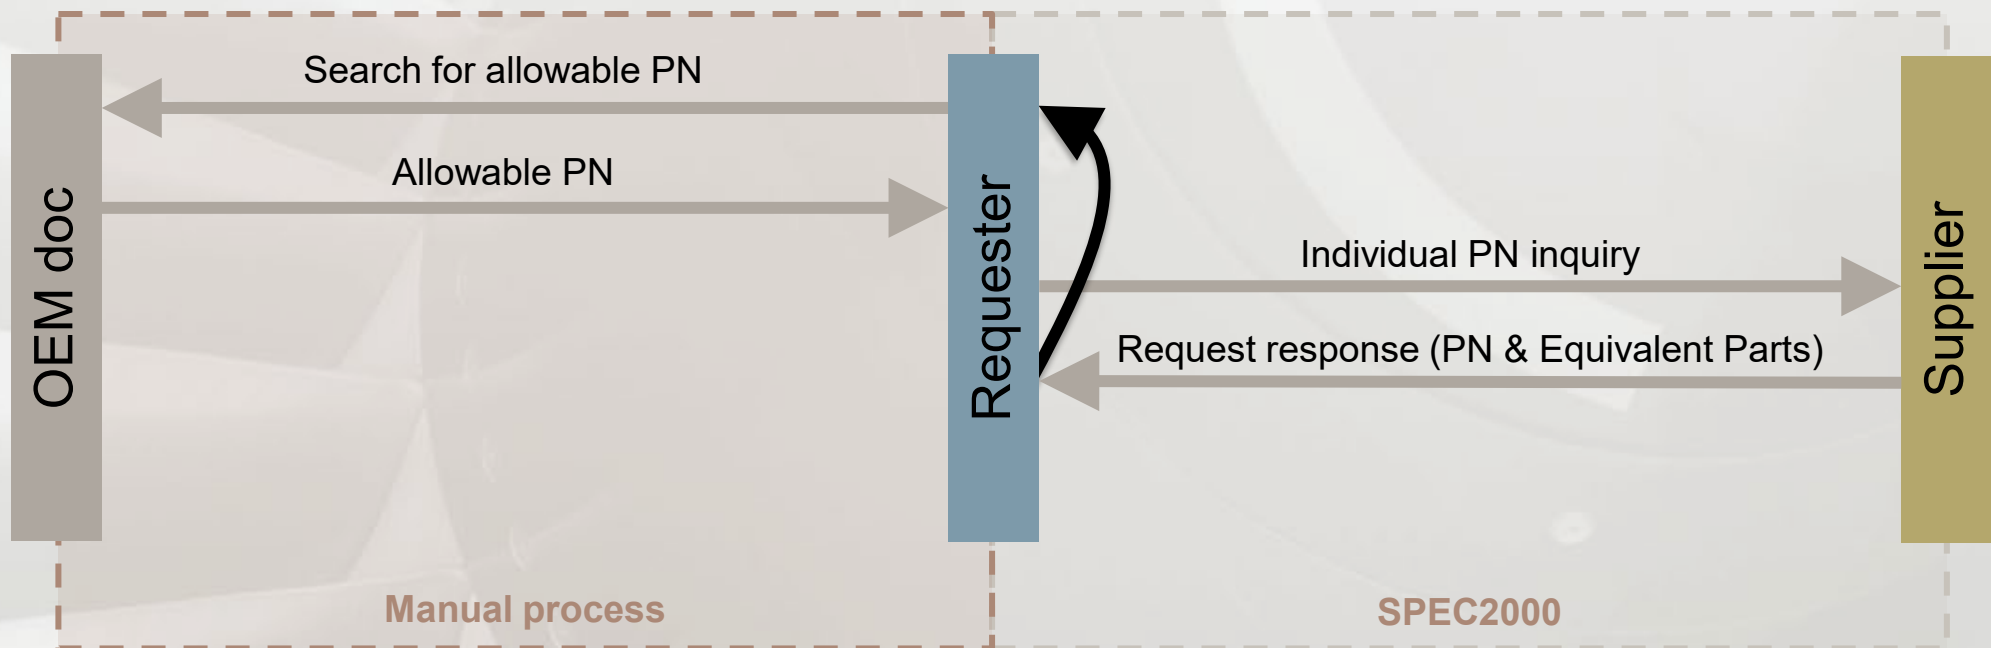 Search for allowable PN
Allowable PN
OEM doc
Requester
Individual PN inquiry
Request response (PN & Equivalent Parts)
Supplier
Manual process
SPEC2000